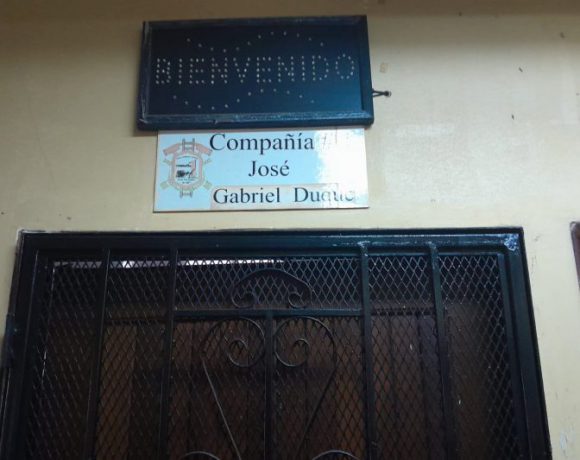 BIENVENIDO
Compañía
José
Gabriel Duque